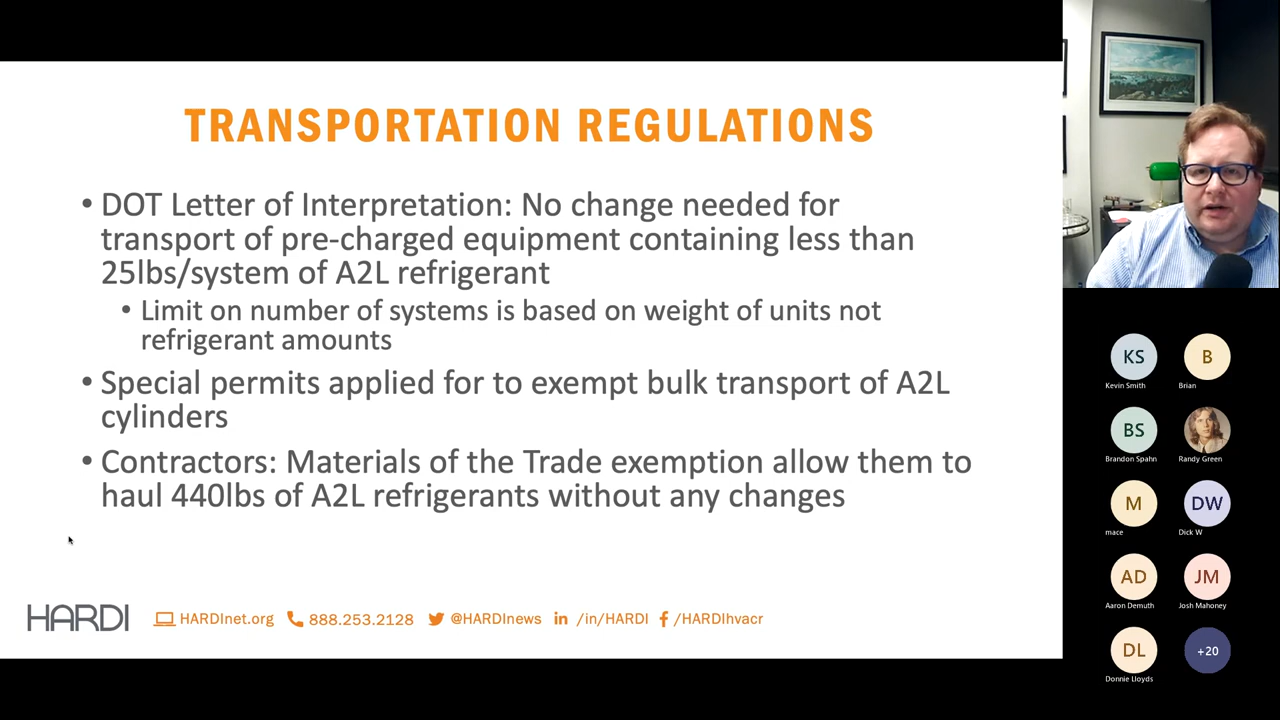 TRANSPORTATION REGULATIONS
• DOT Letter of Interpretation: No change needed for
transport of pre-charged equipment containing less than
25lbs/system of A2L refrigerant
• Limit on number of systems is based on weight of units not
refrigerant amounts
• Special permits applied for to exempt bulk transport of A2L
cylinders
• Contractors: Materials of the Trade exemption allow them to
haul 440lbs of A2L refrigerants without any changes
HARDI HARDInet.org 888.253.2128 @HARDInews in /in/HARDI f /HARDIhvacr
KS B
Kevin Smith Brian
BS
Brandon Spahn Randy Green
M DW
mace Dick W
AD JM
Aaron Demuth Josh Mahoney
DL +20
Donnie Lloyds